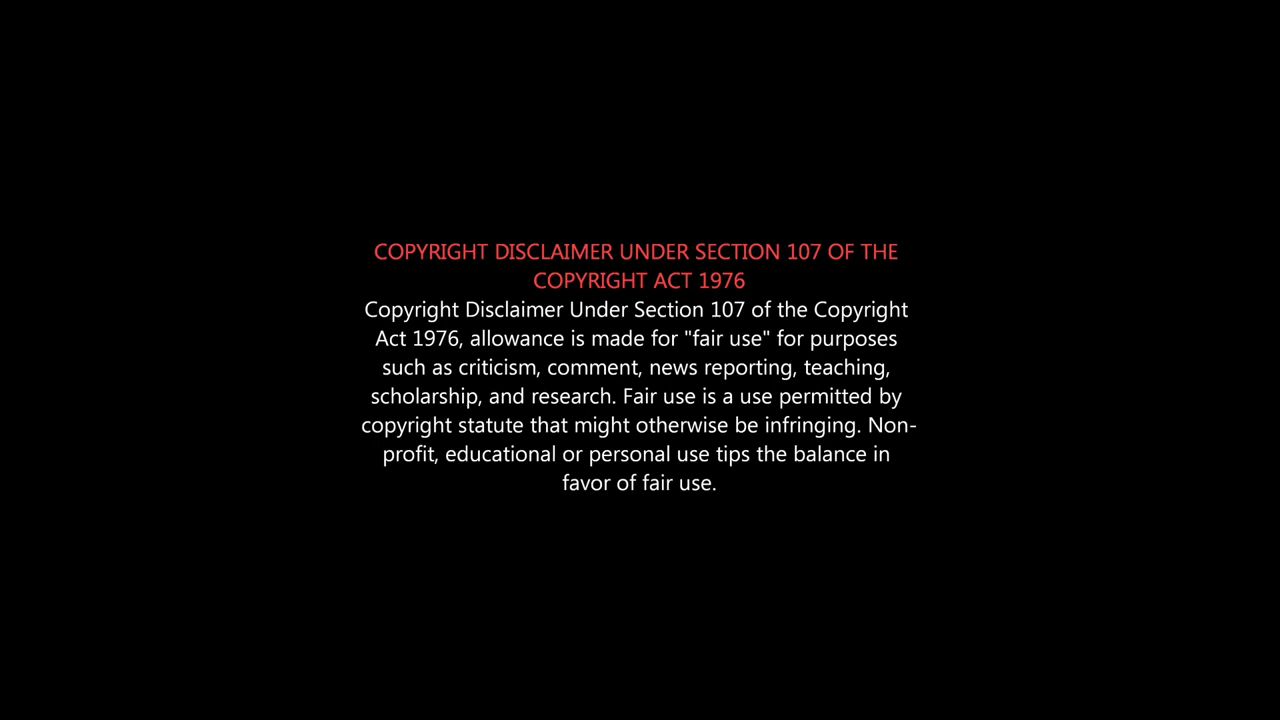 COPYRIGHT DISCLAIMER UNDER SECTION 107 OF THE
COPYRIGHT ACT 1976
Copyright Disclaimer Under Section 107 of the Copyright
Act 1976, allowance is made for "fair use" for purposes
such as criticism, comment, news reporting, teaching,
scholarship, and research. Fair use is a use permitted by
copyright statute that might otherwise be infringing. Non-
profit, educational or personal use tips the balance in
favor of fair use.